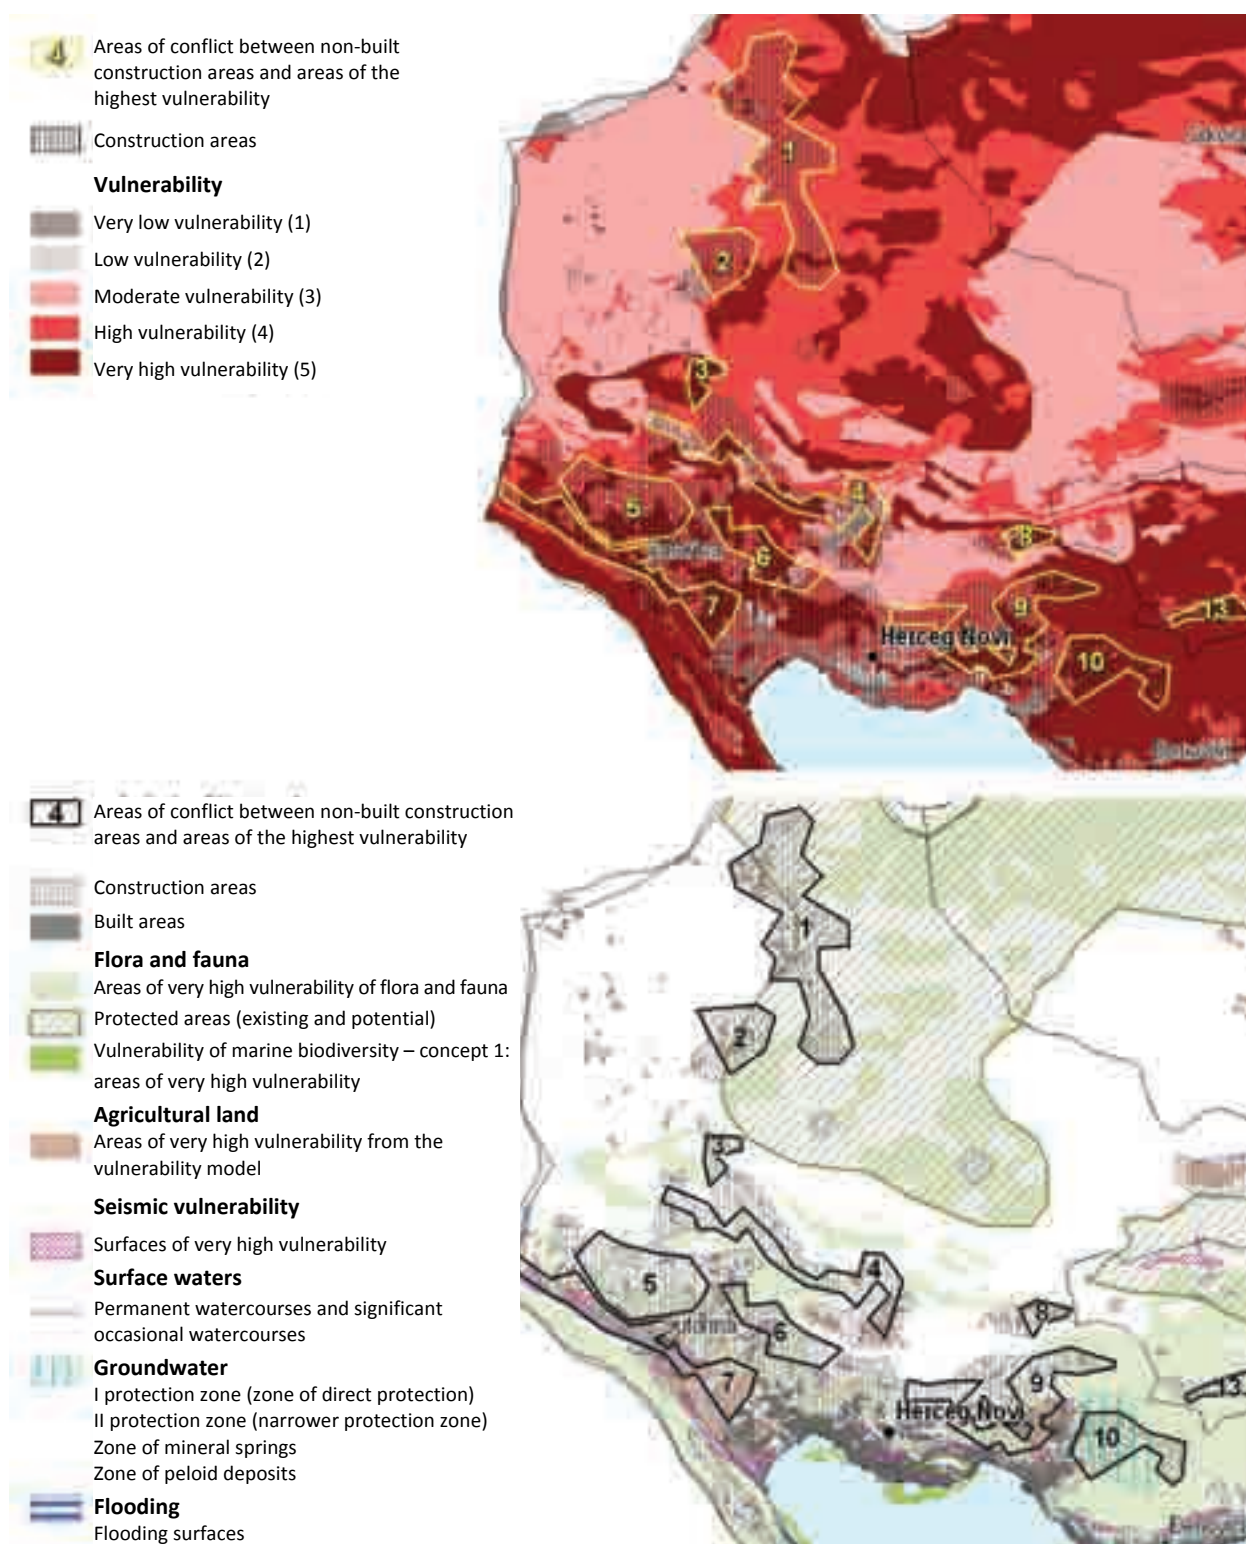 4
Areas of conflict between non-built
construction areas and areas of the
highest vulnerability
Construction areas
Vulnerability
Very low vulnerability (1)
Low vulnerability (2)
Moderate vulnerability (3)
High vulnerability (4)
Very high vulnerability (5)
1
2
3
4
5
6
7
8
9
Herceg Novi
10
13
4
Areas of conflict between non-built construction
areas and areas of the highest vulnerability
Construction areas
Built areas
Flora and fauna
Areas of very high vulnerability of flora and fauna
Protected areas (existing and potential)
Vulnerability of marine biodiversity – concept 1:
areas of very high vulnerability
Agricultural land
Areas of very high vulnerability from the
vulnerability model
Seismic vulnerability
Surfaces of very high vulnerability
Surface waters
Permanent watercourses and significant
occasional watercourses
Groundwater
I protection zone (zone of direct protection)
II protection zone (narrower protection zone)
Zone of mineral springs
Zone of peloid deposits
Flooding
Flooding surfaces
1
2
3
4
5
6
7
8
9
Herceg Novi
10
13